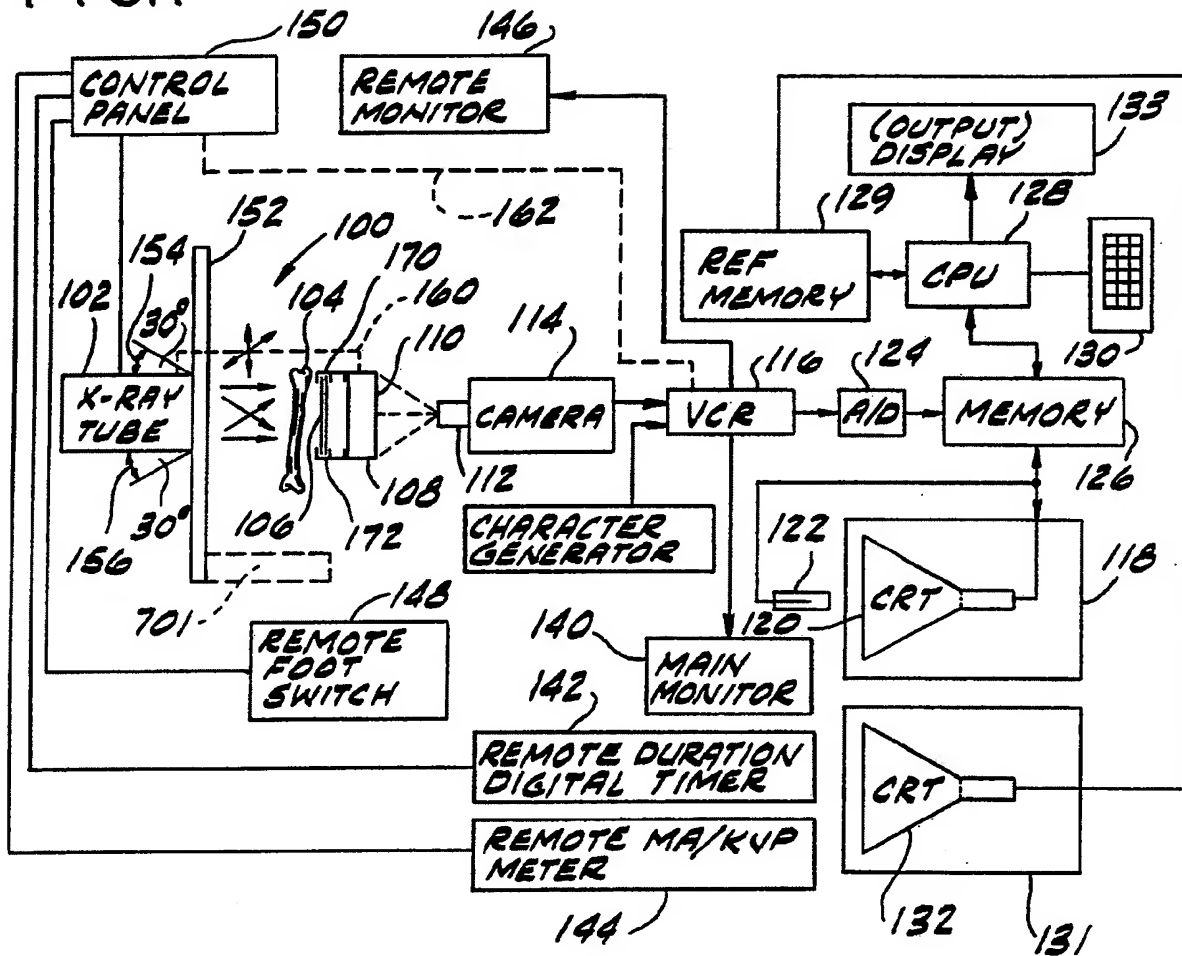 150
146
CONTROL
PANEL
REMOTE
MONITOR
(OUTPUT)
DISPLAY
133
152
162
129
128
154
100
170
REF
MEMORY
CPU
102
30°
104
160
110
114
116
124
130
X-RAY
TUBE
CAMERA
VCR
A/D
MEMORY
30°
156
106
172
108
112
126
CHARACTER
GENERATOR
122
118
701
148
CRT
120
140
REMOTE
FOOT
SWITCH
MAIN
MONITOR
142
REMOTE DURATION
DIGITAL TIMER
CRT
REMOTE MA/KVP
METER
144
132
131